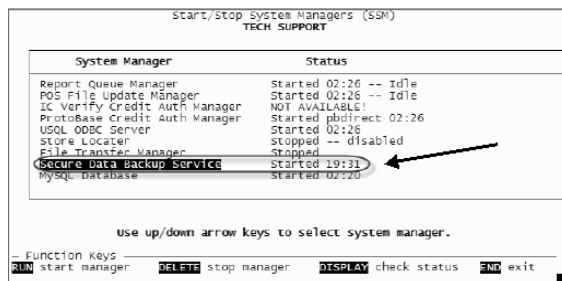 Start/Stop System Managers (SSM)
TECH SUPPORT
System Manager Status
Report Queue Manager Started 02:26 -- Idle
POS File Update Manager Started 02:26 -- Idle
IC Verify Credit Auth Manager NOT AVAILABLE!
ProtoBase Credit Auth Manager Started pbdirect 02:26
USQL ODBC Server Started 02:26
Store Locater Stopped -- disabled
File Transfer Manager Stopped
Secure Data Backup Service Started 19:31
MySQL Database Started 02:20
Use up/down arrow keys to select system manager.
Function Keys
RUN start manager DELETE stop manager DISPLAY check status END exit